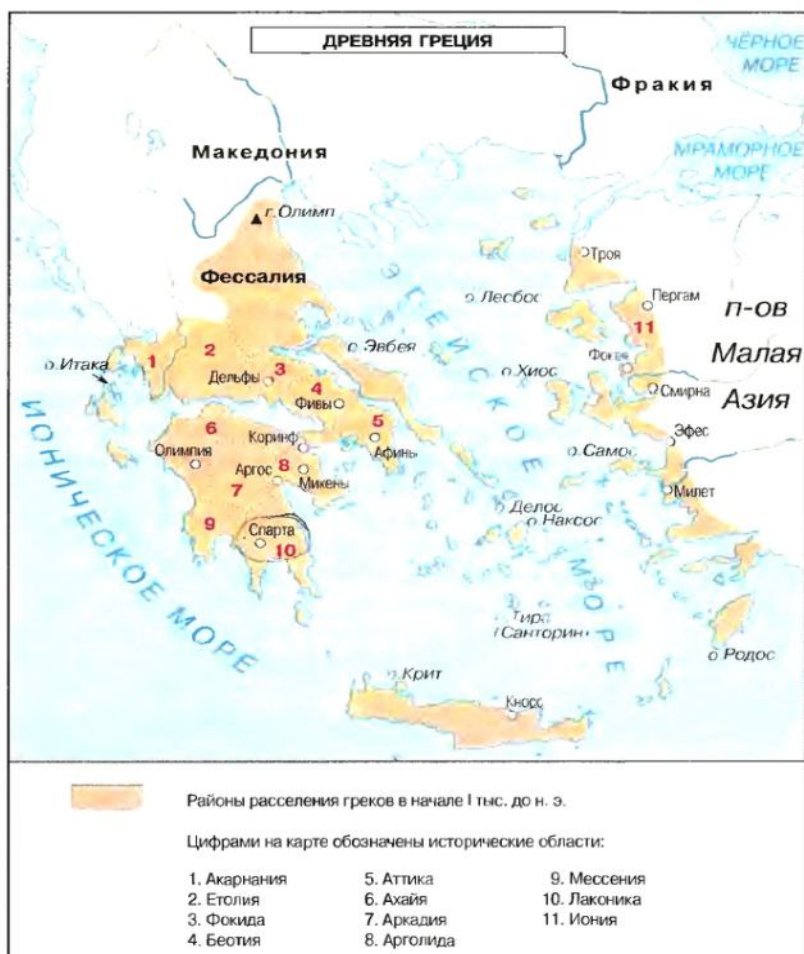 ДРЕВНЯЯ ГРЕЦИЯ
ЧЁРНОЕ
МОРЕ
Фракия
МРАМОРНОЕ
МОРЕ
Македония
г.Олимп
Троя
Фессалия
о.Лесбос
Пергам
п-ов
Малая
Азия
11
ЭГЕЙСКОЕ МОРЕ
1
2
о.Эвбея
о.Итака
3
Дельфы
4
Фивы
о.Хиос
Фокея
Смирна
5
Афины
6
Коринф
Эфес
Олимпия
Аргос
8
Микены
о.Самос
7
Милет
о.Делос
о.Наксос
9
Спарта
10
ИОНИЧЕСКОЕ МОРЕ
о.Тира
(Санторин)
о.Родос
о.Крит
Кносс
Районы расселения греков в начале I тыс. до н. э.
Цифрами на карте обозначены исторические области:
1. Акарнания
2. Етолия
3. Фокида
4. Беотия
5. Аттика
6. Ахайя
7. Аркадия
8. Арголида
9. Мессения
10. Лаконика
11. Иония